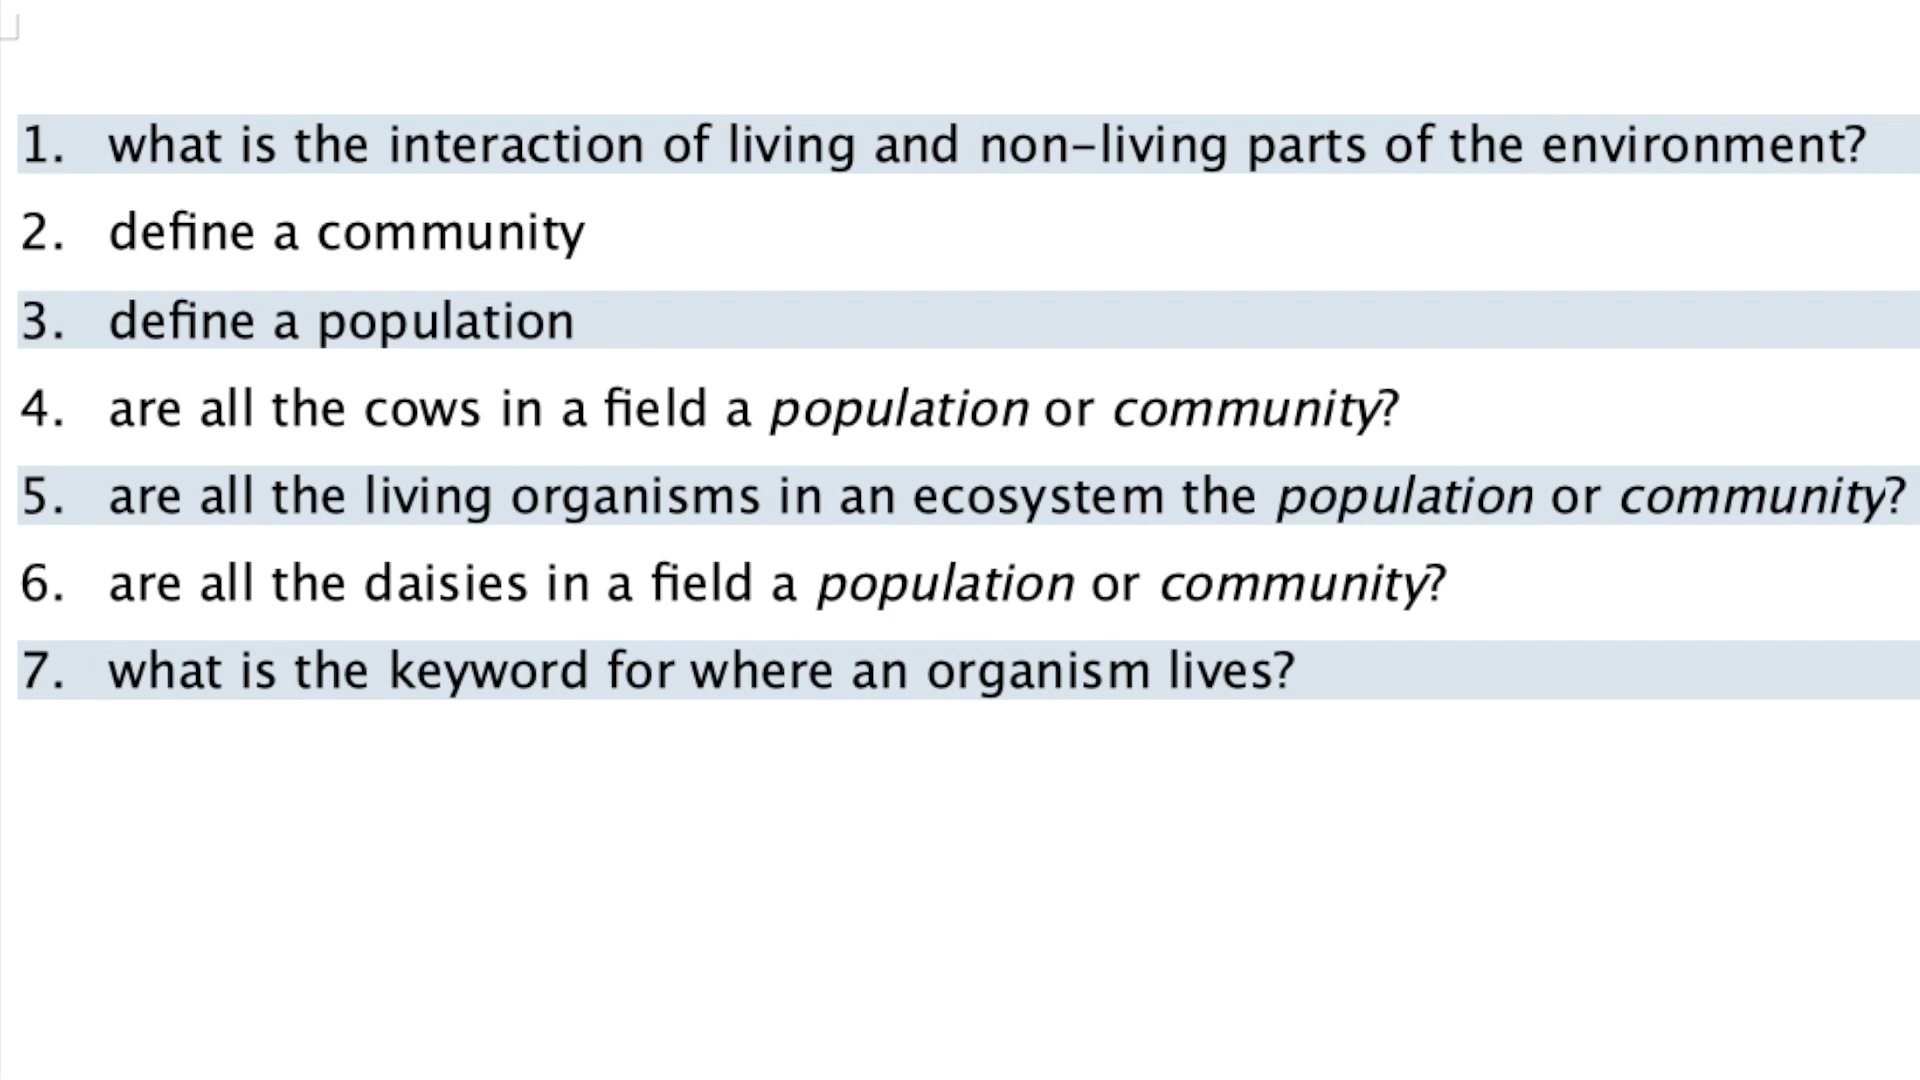 1. what is the interaction of living and non-living parts of the environment?
2. define a community
3. define a population
4. are all the cows in a field a population or community?
5. are all the living organisms in an ecosystem the population or community?
6. are all the daisies in a field a population or community?
7. what is the keyword for where an organism lives?